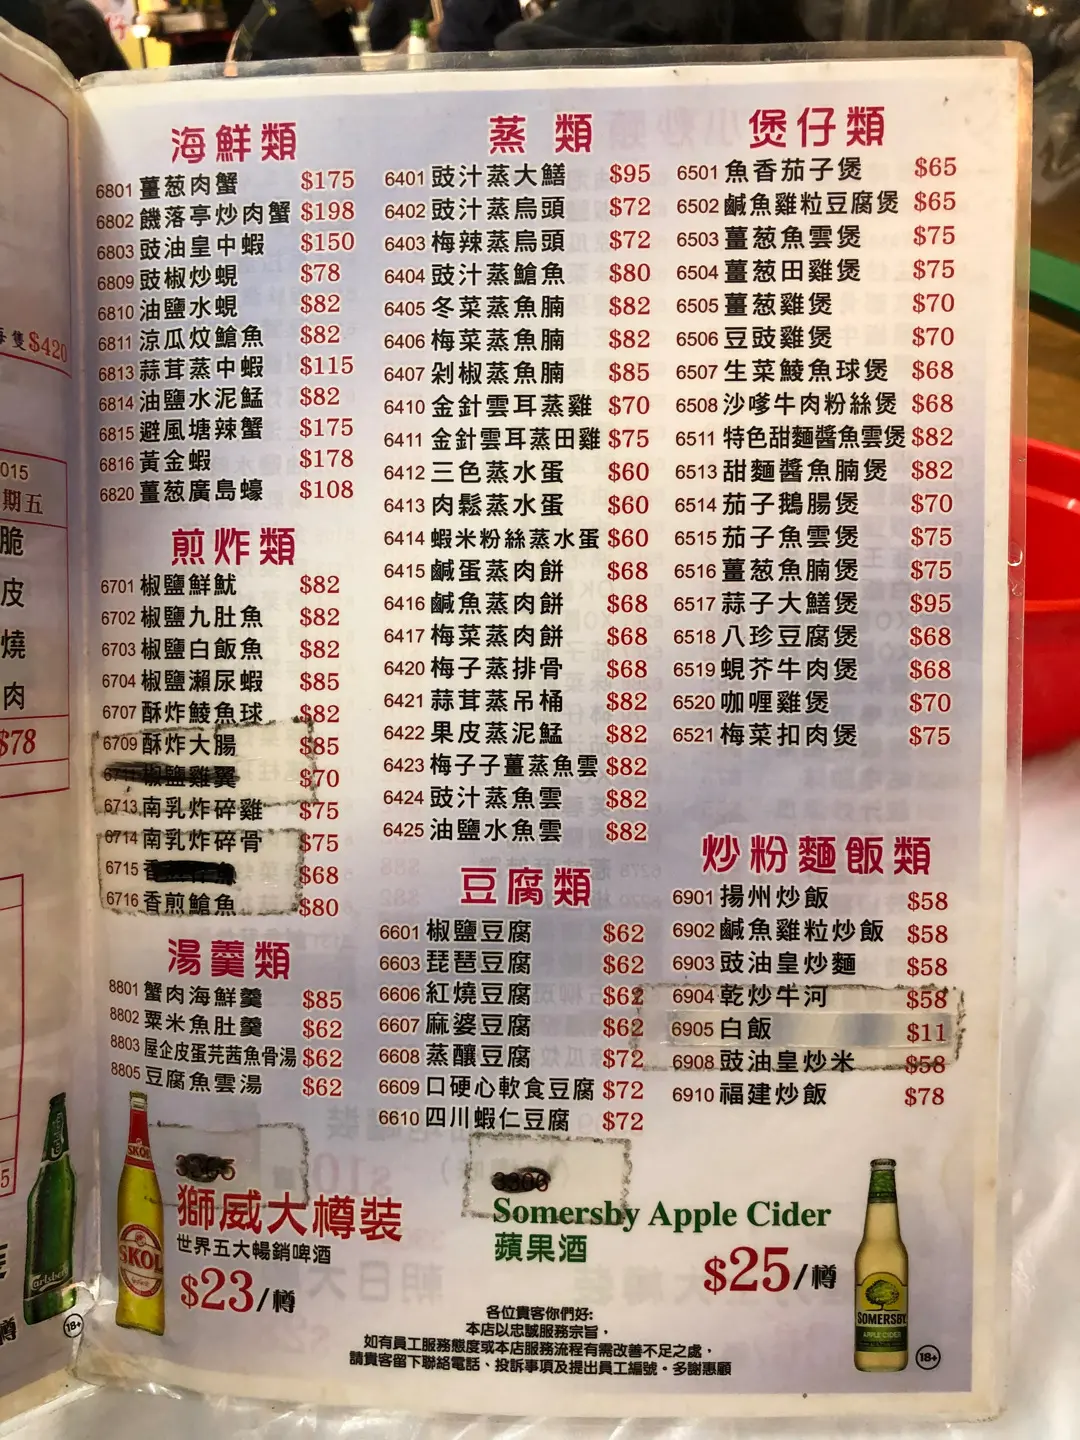 每隻$420
015
期五
脆
皮
燒
肉
$78
海鮮類
6801 薑葱肉蟹 $175
6802 饒落亭炒肉蟹 $198
6803 豉油皇中蝦 $150
6809 豉椒炒蜆 $78
6810 油鹽水蜆 $82
6811 涼瓜炆鱠魚 $82
6813 蒜茸蒸中蝦 $115
6814 油鹽水泥鯭 $82
6815 避風塘辣蟹 $175
6816 黃金蝦 $178
6820 薑葱廣島蠔 $108
煎炸類
6701 椒鹽鮮魷 $82
6702 椒鹽九肚魚 $82
6703 椒鹽白飯魚 $82
6704 椒鹽瀨尿蝦 $85
6707 酥炸鯪魚球 $82
6709 酥炸大腸 $85
6711 椒鹽雞翼 $70
6713 南乳炸碎雞 $75
6714 南乳炸碎骨 $75
6715 香 魚 $68
6716 香煎鱠魚 $80
湯羹類
8801 蟹肉海鮮羹 $85
8802 粟米魚肚羹 $62
8803 屋企皮蛋芫茜魚骨湯 $62
8805 豆腐魚雲湯 $62
蒸類
6401 豉汁蒸大鱔 $95
6402 豉汁蒸烏頭 $72
6403 梅辣蒸烏頭 $72
6404 豉汁蒸鱠魚 $80
6405 冬菜蒸魚腩 $82
6406 梅菜蒸魚腩 $82
6407 剁椒蒸魚腩 $85
6410 金針雲耳蒸雞 $70
6411 金針雲耳蒸田雞 $75
6412 三色蒸水蛋 $60
6413 肉鬆蒸水蛋 $60
6414 蝦米粉絲蒸水蛋 $60
6415 鹹蛋蒸肉餅 $68
6416 鹹魚蒸肉餅 $68
6417 梅菜蒸肉餅 $68
6420 梅子蒸排骨 $68
6421 蒜茸蒸吊桶 $82
6422 果皮蒸泥鯭 $82
6423 梅子子薑蒸魚雲 $82
6424 豉汁蒸魚雲 $82
6425 油鹽水魚雲 $82
豆腐類
6601 椒鹽豆腐 $62
6603 琵琶豆腐 $62
6606 紅燒豆腐 $62
6607 麻婆豆腐 $62
6608 蒸釀豆腐 $72
6609 口硬心軟食豆腐 $72
6610 四川蝦仁豆腐 $72
煲仔類
6501 魚香茄子煲 $65
6502 鹹魚雞粒豆腐煲 $65
6503 薑葱魚雲煲 $75
6504 薑葱田雞煲 $75
6505 薑葱雞煲 $70
6506 豆豉雞煲 $70
6507 生菜鯪魚球煲 $68
6508 沙嗲牛肉粉絲煲 $68
6511 特色甜麵醬魚雲煲 $82
6513 甜麵醬魚腩煲 $82
6514 茄子鵝腸煲 $70
6515 茄子魚雲煲 $75
6516 薑葱魚腩煲 $75
6517 蒜子大鱔煲 $95
6518 八珍豆腐煲 $68
6519 蜆芥牛肉煲 $68
6520 咖喱雞煲 $70
6521 梅菜扣肉煲 $75
炒粉麵飯類
6901 揚州炒飯 $58
6902 鹹魚雞粒炒飯 $58
6903 豉油皇炒麵 $58
6904 乾炒牛河 $58
6905 白飯 $11
6908 豉油皇炒米 $58
6910 福建炒飯 $78
獅威大樽裝
世界五大暢銷啤酒
$23/樽
SKOL
SKOL
Carlsberg
18+
3306
Somersby Apple Cider
蘋果酒
$25/樽
SOMERSBY
APPLE CIDER
18+
各位貴客你們好:
本店以忠誠服務宗旨，
如有員工服務態度或本店服務流程有需改善不足之處，
請貴客留下聯絡電話、投訴事項及提出員工編號。多謝惠顧